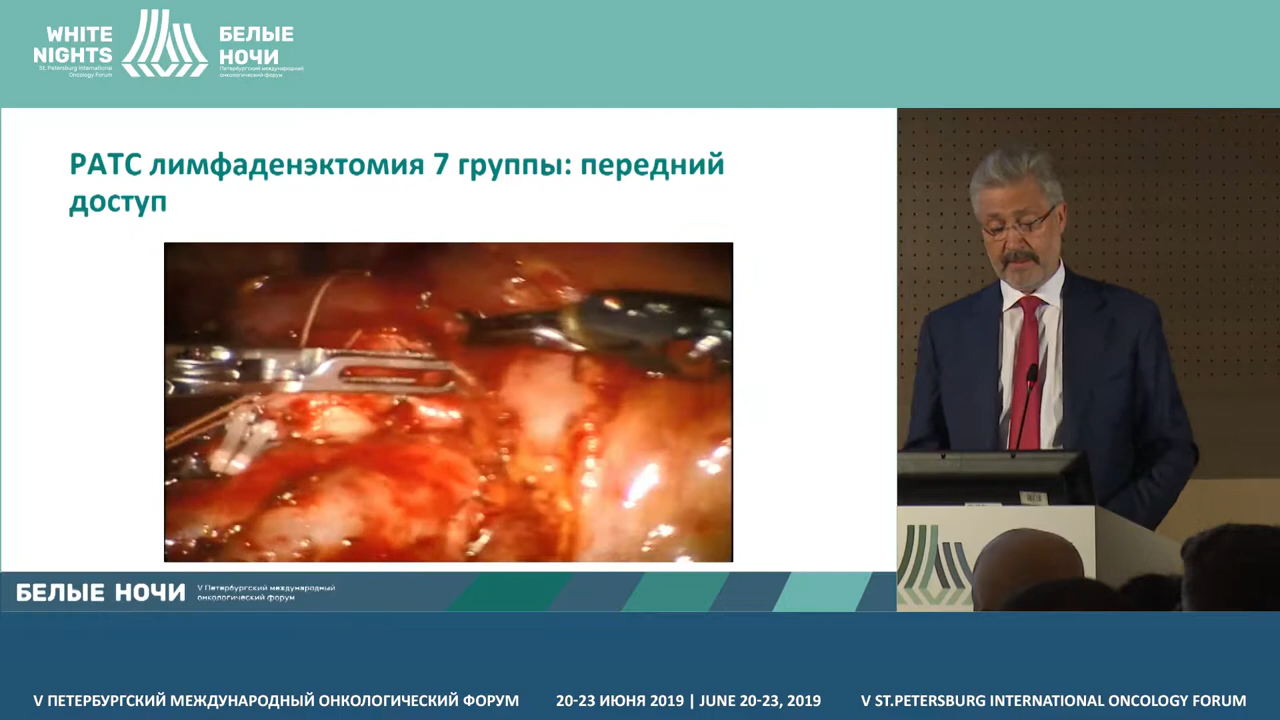 WHITE
NIGHTS
St. Petersburg International
Oncology Forum
БЕЛЫЕ
НОЧИ
Петербургский международный
онкологический форум
РАТС лимфаденэктомия 7 группы: передний
доступ
БЕЛЫЕ НОЧИ
V Петербургский международный
онкологический форум
V ПЕТЕРБУРГСКИЙ МЕЖДУНАРОДНЫЙ ОНКОЛОГИЧЕСКИЙ ФОРУМ
20-23 ИЮНЯ 2019 | JUNE 20-23, 2019
V ST.PETERSBURG INTERNATIONAL ONCOLOGY FORUM